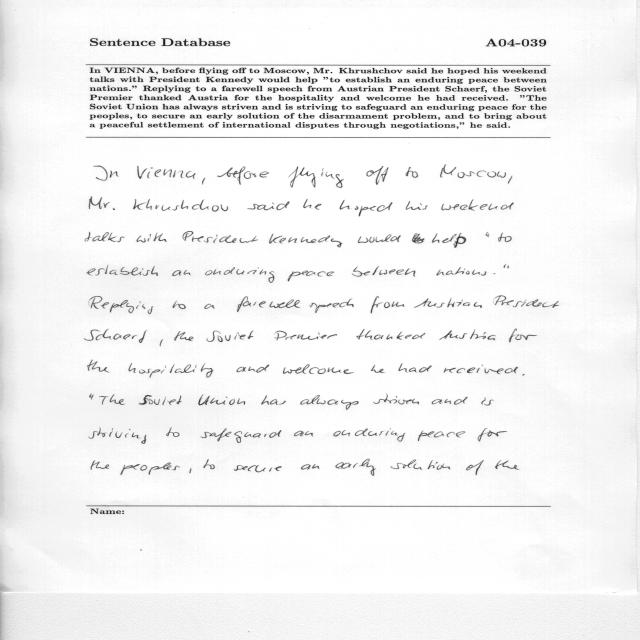 Sentence Database A04-039
In VIENNA, before flying off to Moscow, Mr. Khrushchov said he hoped his weekend
talks with President Kennedy would help "to establish an enduring peace between
nations." Replying to a farewell speech from Austrian President Schaerf, the Soviet
Premier thanked Austria for the hospitality and welcome he had received. "The
Soviet Union has always striven and is striving to safeguard an enduring peace for the
peoples, to secure an early solution of the disarmament problem, and to bring about
a peaceful settlement of international disputes through negotiations," he said.
In Vienna, before flying off to Moscow,
Mr. Khrushchov said he hoped his weekend
talks with President Kennedy would help "to
establish an enduring peace between nations."
Replying to a farewell speech from Austrian President
Schaerf, the Soviet Premier thanked Austria for
the hospitality and welcome he had received.
"The Soviet Union has always striven and is
striving to safeguard an enduring peace for
the peoples, to secure an early solution of the
Name: